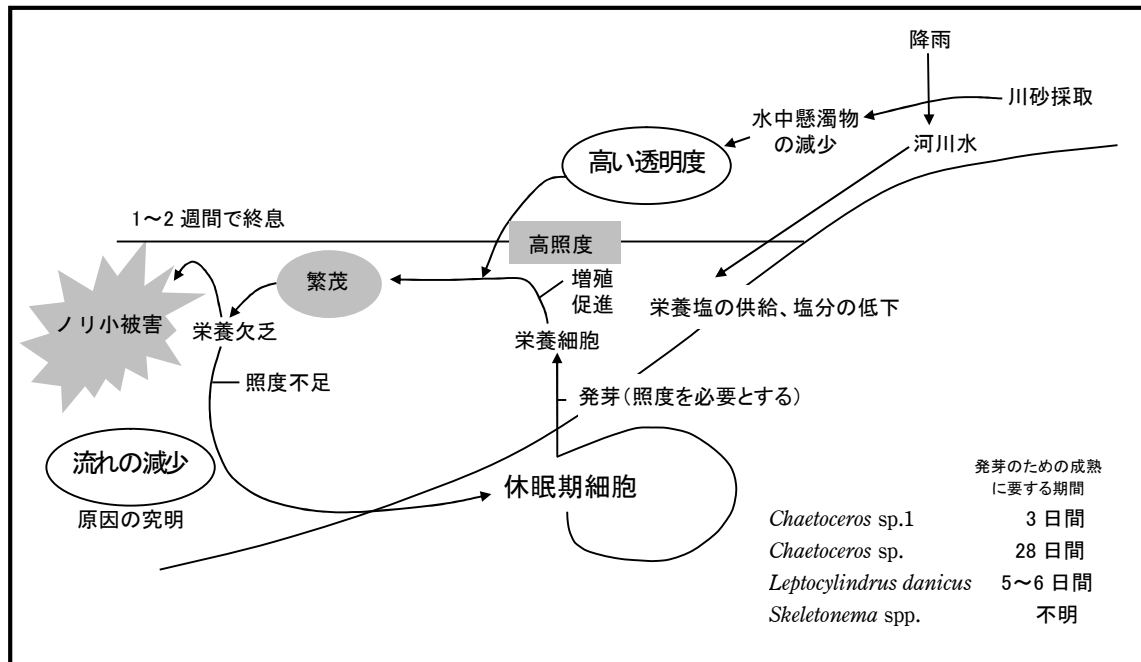 降雨
川砂採取
水中懸濁物
の減少
河川水
高い透明度
1～2 週間で終息
高照度
繁茂
増殖
促進
栄養塩の供給、塩分の低下
ノリ小被害
栄養欠乏
栄養細胞
照度不足
発芽(照度を必要とする)
流れの減少
原因の究明
休眠期細胞
発芽のための成熟
に要する期間
Chaetoceros sp.1 3 日間
Chaetoceros sp. 28 日間
Leptocylindrus danicus 5～6 日間
Skeletonema spp. 不明